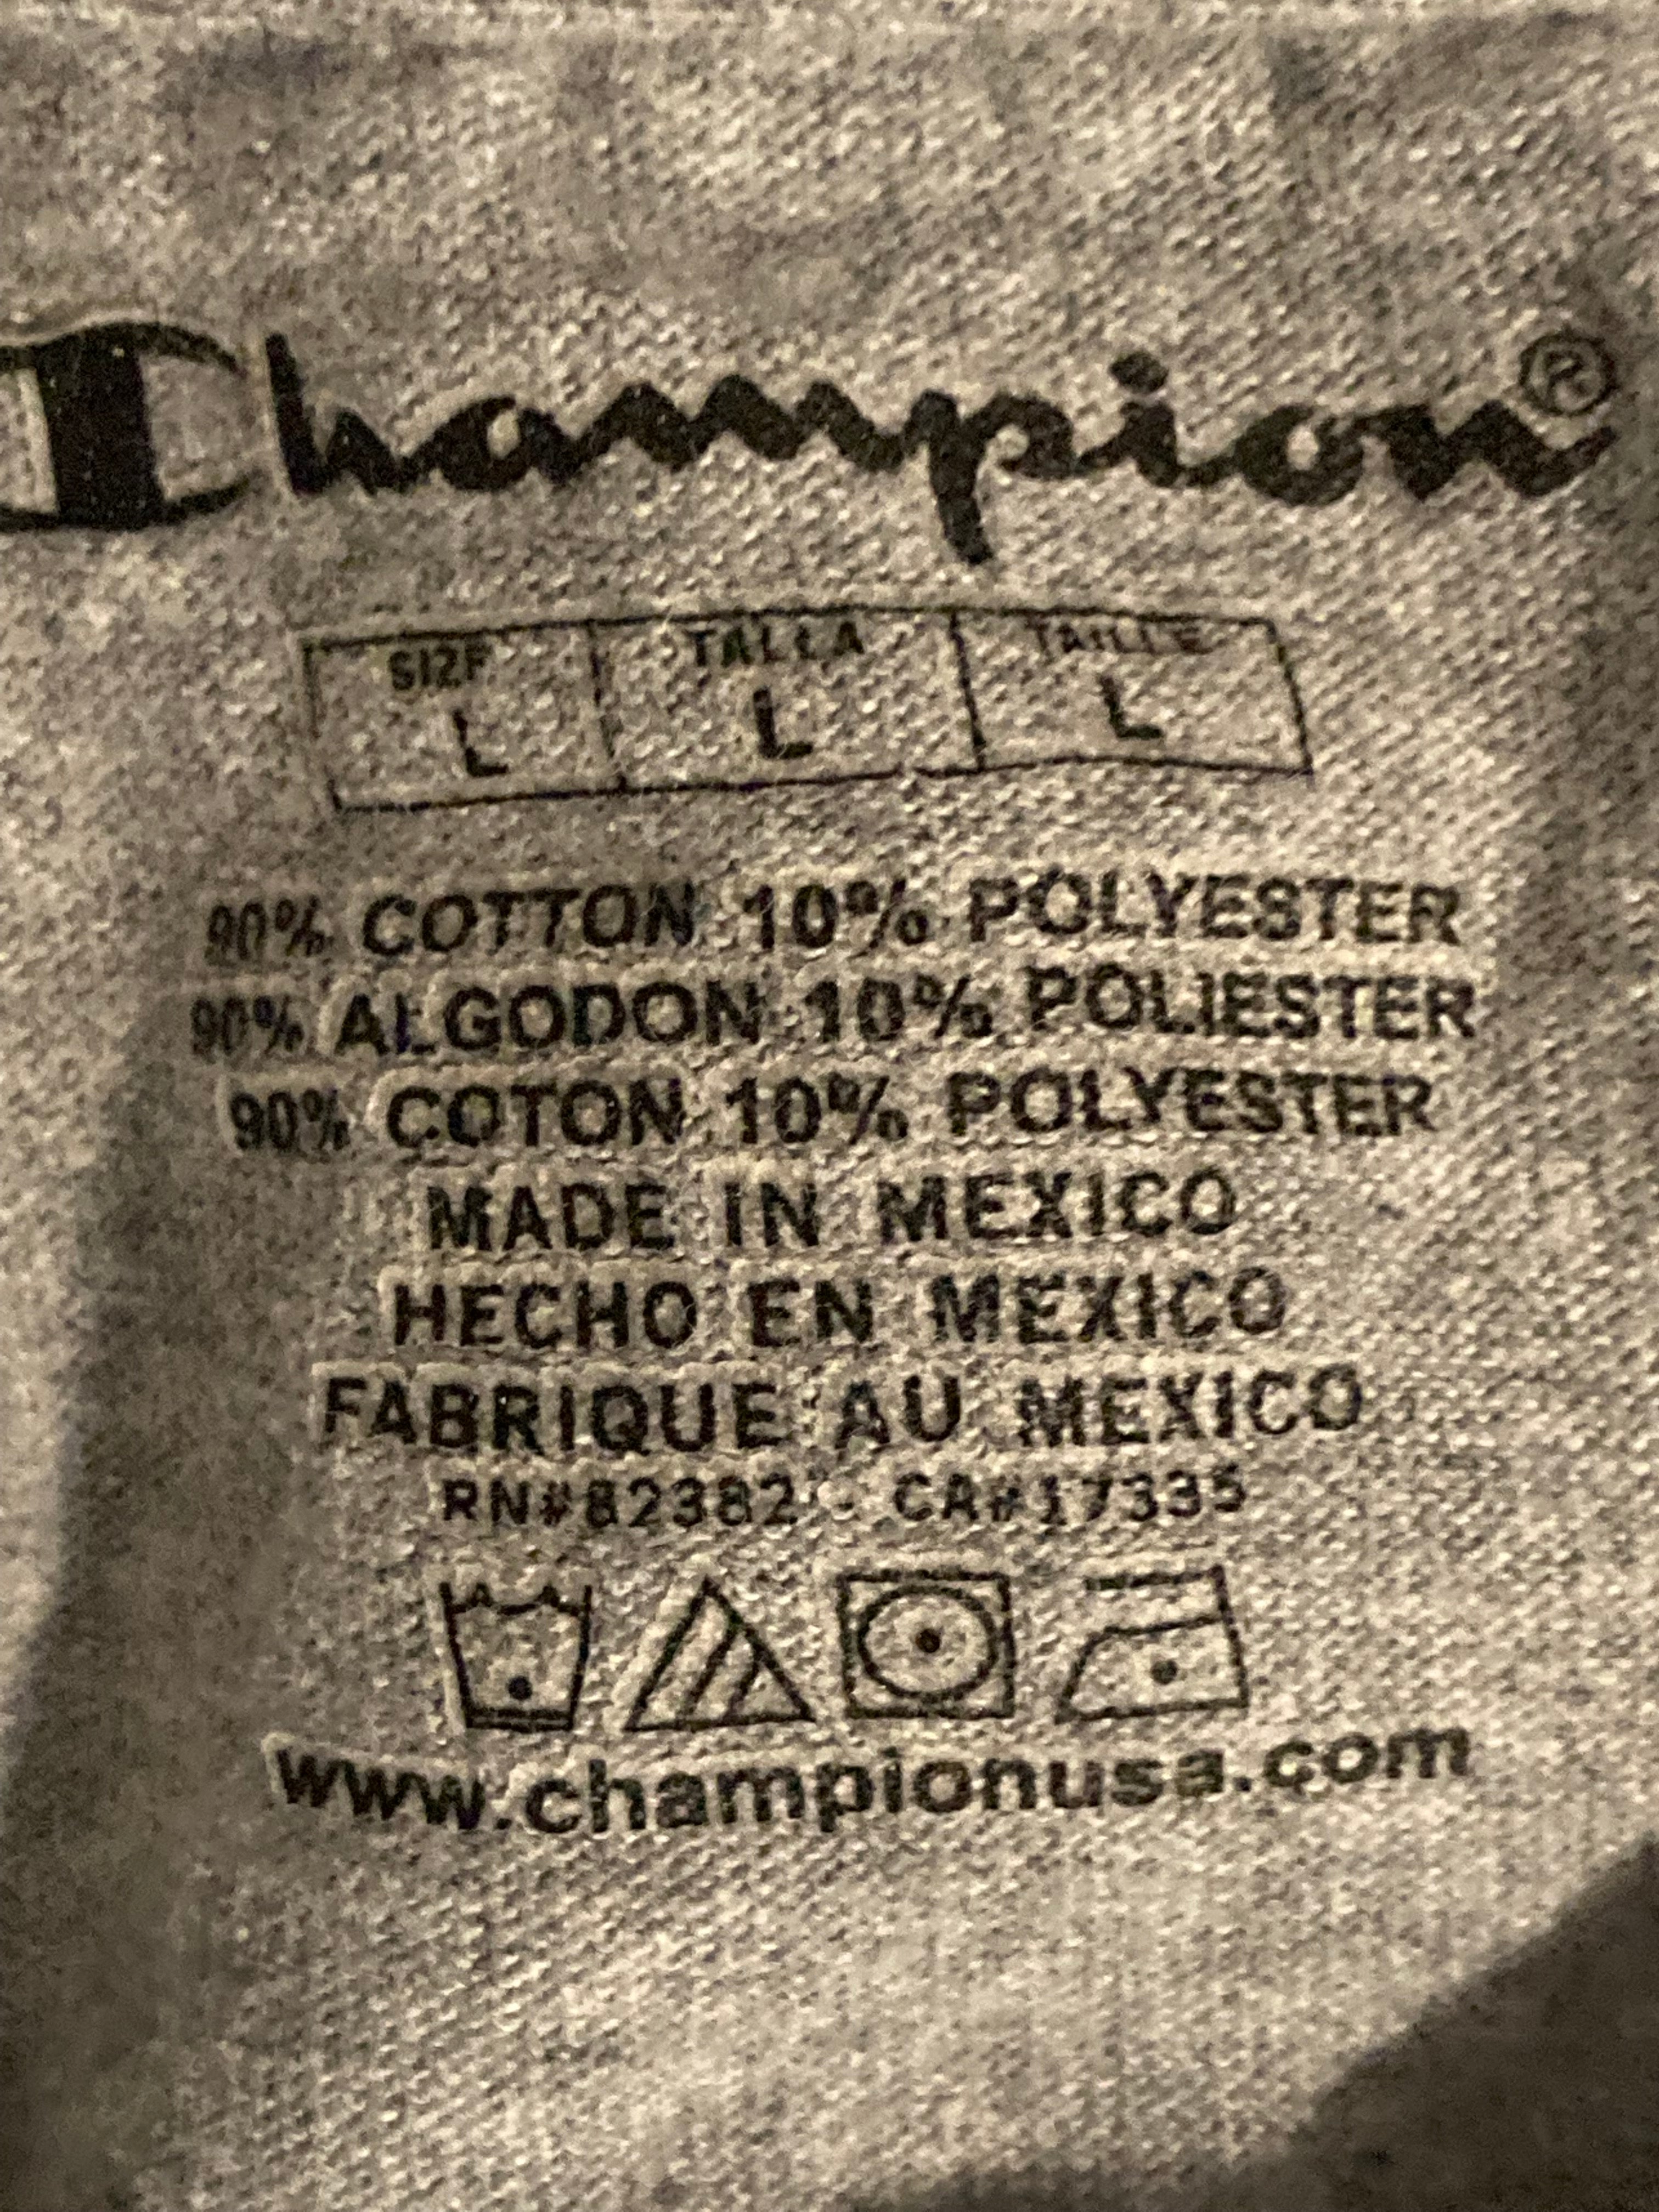 Champion®
SIZE TALLA TAILLE
L L L
90% COTTON 10% POLYESTER
90% ALGODON 10% POLIESTER
90% COTON 10% POLYESTER
MADE IN MEXICO
HECHO EN MEXICO
FABRIQUE AU MEXICO
RN#82382 - CA#17335
www.championusa.com